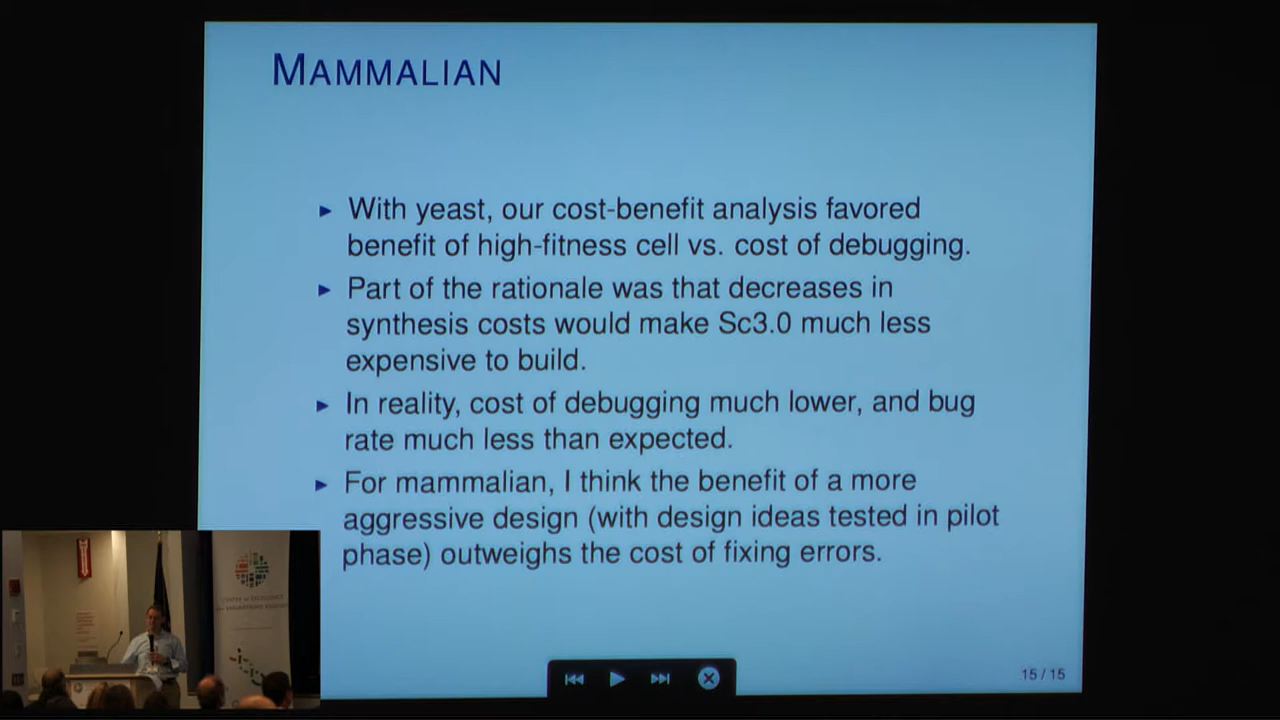 MAMMALIAN
▸ With yeast, our cost-benefit analysis favored
benefit of high-fitness cell vs. cost of debugging.
▸ Part of the rationale was that decreases in
synthesis costs would make Sc3.0 much less
expensive to build.
▸ In reality, cost of debugging much lower, and bug
rate much less than expected.
▸ For mammalian, I think the benefit of a more
aggressive design (with design ideas tested in pilot
phase) outweighs the cost of fixing errors.
15 / 15